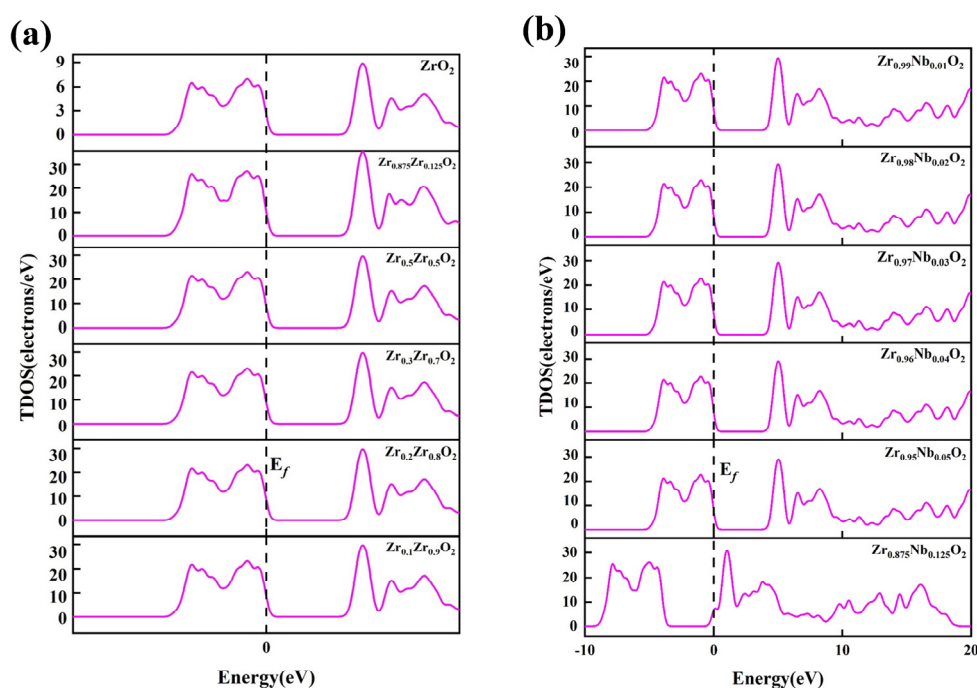 (a)
TDOS(electrons/eV)
ZrO2
9
6
3
0
Zr0.875Zr0.125O2
30
20
10
0
Zr0.5Zr0.5O2
30
20
10
0
Zr0.3Zr0.7O2
30
20
10
0
Zr0.2Zr0.8O2
30
20
10
0
Ef
Zr0.1Zr0.9O2
30
20
10
0
0
Energy(eV)
(b)
TDOS(electrons/eV)
Zr0.99Nb0.01O2
30
20
10
0
Zr0.98Nb0.02O2
30
20
10
0
Zr0.97Nb0.03O2
30
20
10
0
Zr0.96Nb0.04O2
30
20
10
0
Zr0.95Nb0.05O2
30
20
10
0
Ef
Zr0.875Nb0.125O2
30
20
10
0
-10 0 10 20
Energy(eV)